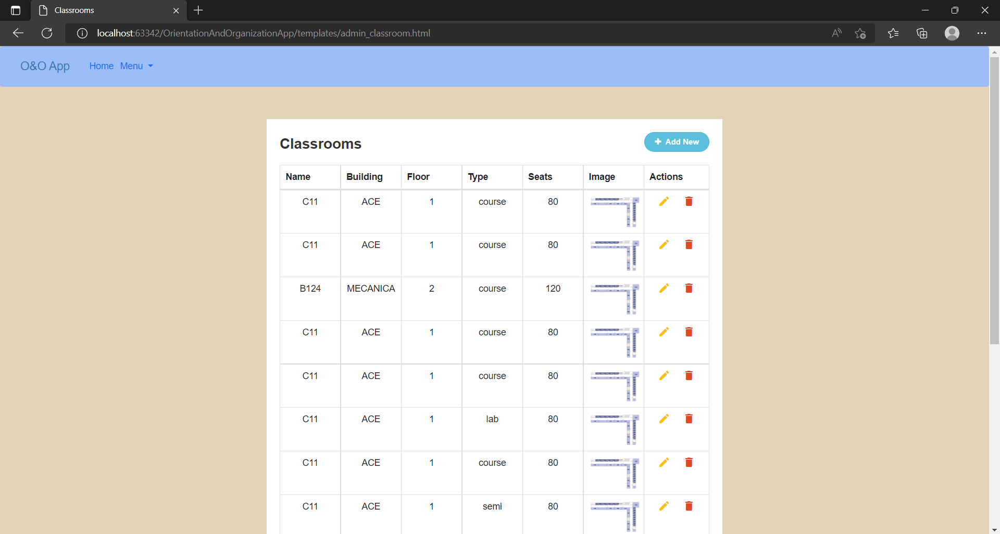 Classrooms
localhost:63342/OrientationAndOrganizationApp/templates/admin_classroom.html
O&O App Home Menu
Classrooms
Add New
Name Building Floor Type Seats Image Actions
C11 ACE 1 course 80
C11 ACE 1 course 80
B124 MECANICA 2 course 120
C11 ACE 1 course 80
C11 ACE 1 course 80
C11 ACE 1 lab 80
C11 ACE 1 course 80
C11 ACE 1 semi 80